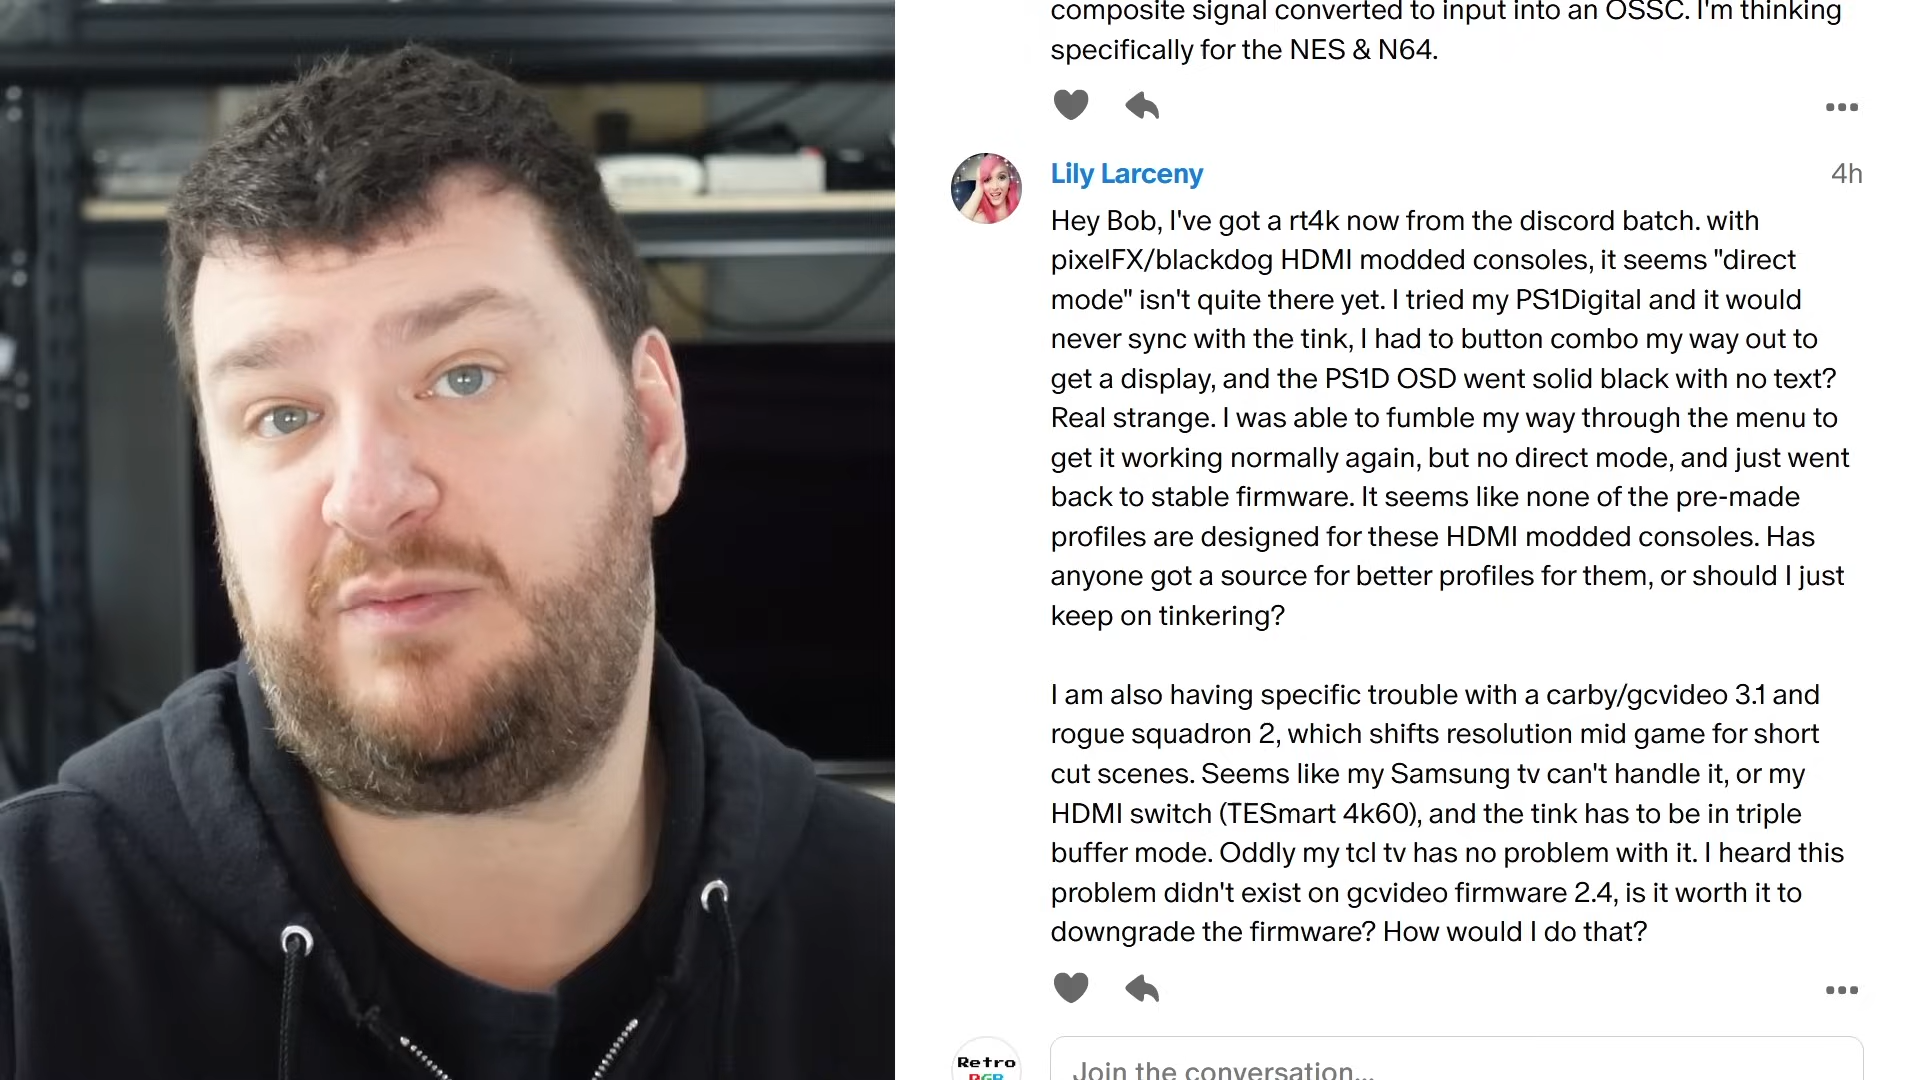 composite signal converted to input into an OSSC. I'm thinking
specifically for the NES & N64.
Lily Larceny
4h
Hey Bob, I've got a rt4k now from the discord batch. with
pixelFX/blackdog HDMI modded consoles, it seems "direct
mode" isn't quite there yet. I tried my PS1Digital and it would
never sync with the tink, I had to button combo my way out to
get a display, and the PS1D OSD went solid black with no text?
Real strange. I was able to fumble my way through the menu to
get it working normally again, but no direct mode, and just went
back to stable firmware. It seems like none of the pre-made
profiles are designed for these HDMI modded consoles. Has
anyone got a source for better profiles for them, or should I just
keep on tinkering?
I am also having specific trouble with a carby/gcvideo 3.1 and
rogue squadron 2, which shifts resolution mid game for short
cut scenes. Seems like my Samsung tv can't handle it, or my
HDMI switch (TESmart 4k60), and the tink has to be in triple
buffer mode. Oddly my tcl tv has no problem with it. I heard this
problem didn't exist on gcvideo firmware 2.4, is it worth it to
downgrade the firmware? How would I do that?
Retro
RGB
Join the conversation...